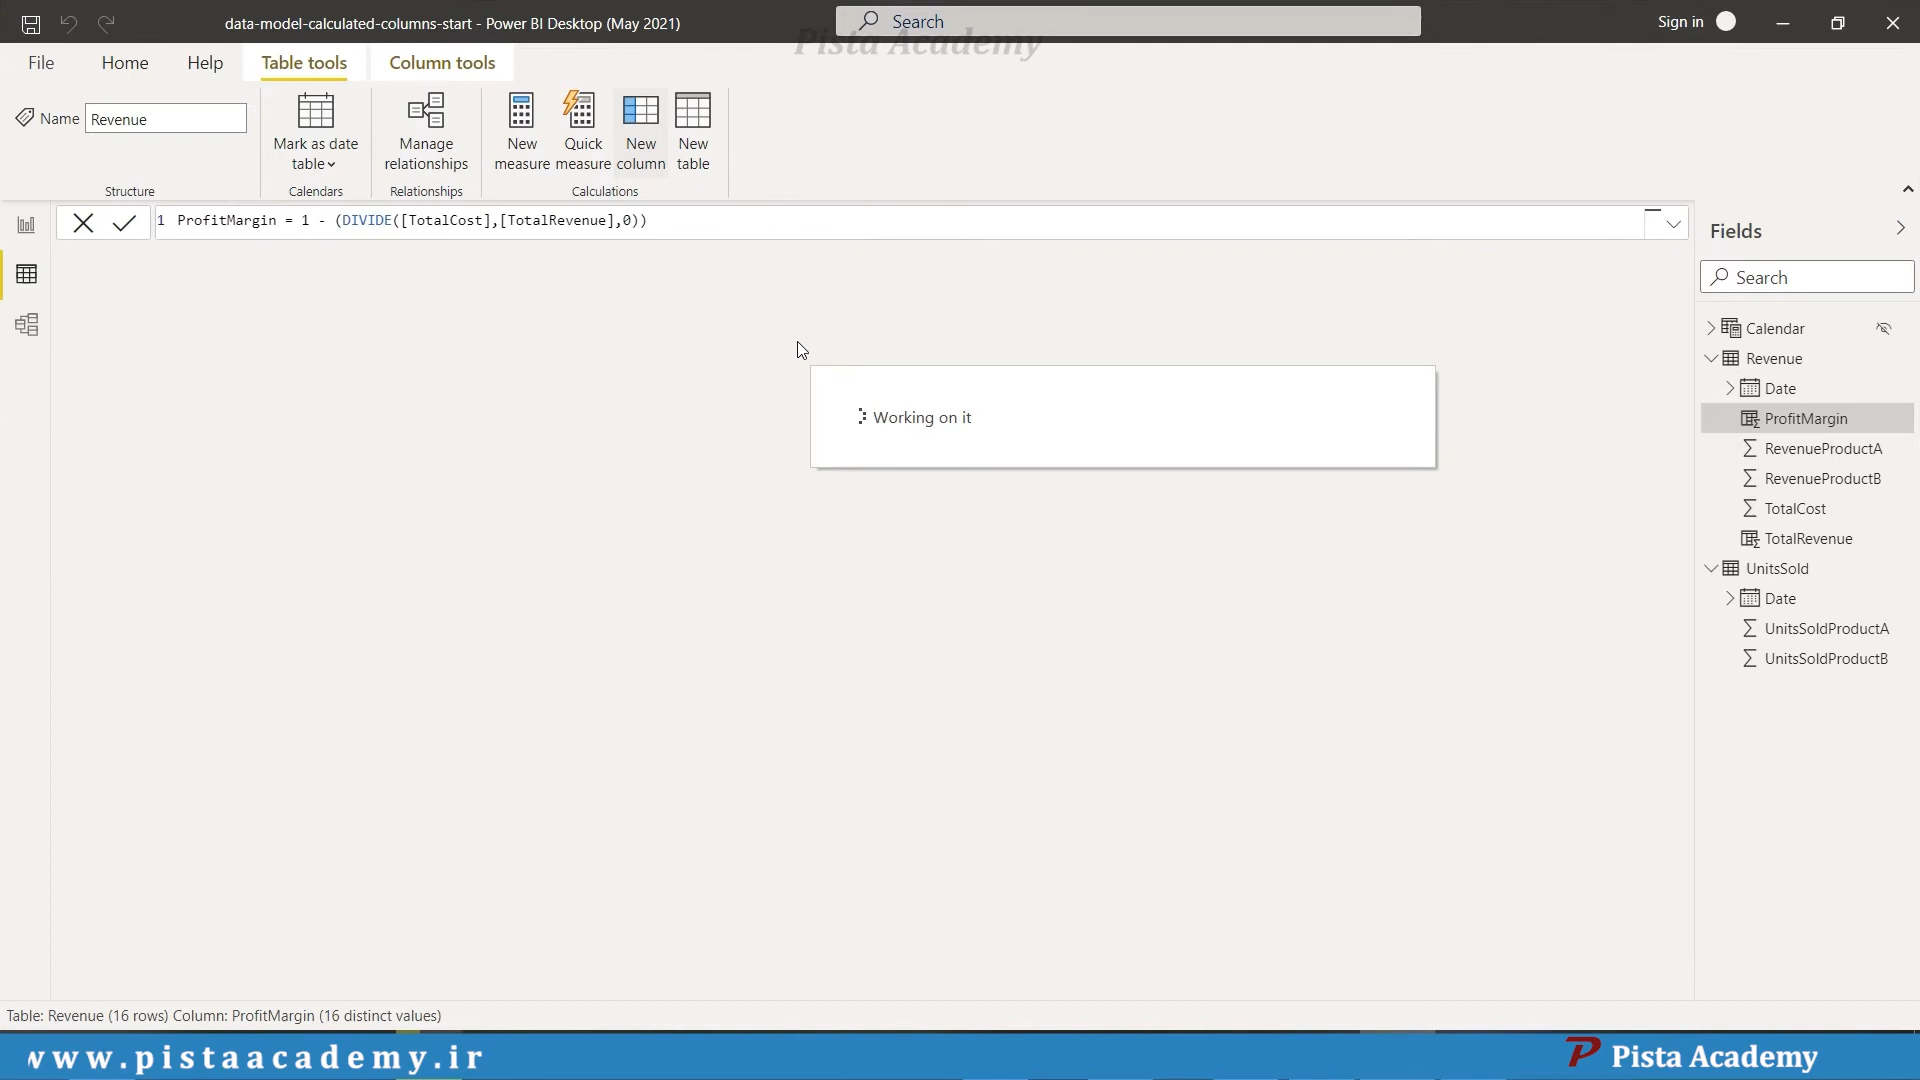 data-model-calculated-columns-start - Power BI Desktop (May 2021)
Search
Sign in
Pista Academy
File
Home
Help
Table tools
Column tools
Name
Revenue
Mark as date
table
Manage
relationships
New
measure
Quick
measure
New
column
New
table
Structure
Calendars
Relationships
Calculations
1 ProfitMargin = 1 - (DIVIDE([TotalCost],[TotalRevenue],0))
Working on it
Fields
Search
Calendar
Revenue
Date
ProfitMargin
RevenueProductA
RevenueProductB
TotalCost
TotalRevenue
UnitsSold
Date
UnitsSoldProductA
UnitsSoldProductB
Table: Revenue (16 rows) Column: ProfitMargin (16 distinct values)
www.pistaacademy.ir
Pista Academy